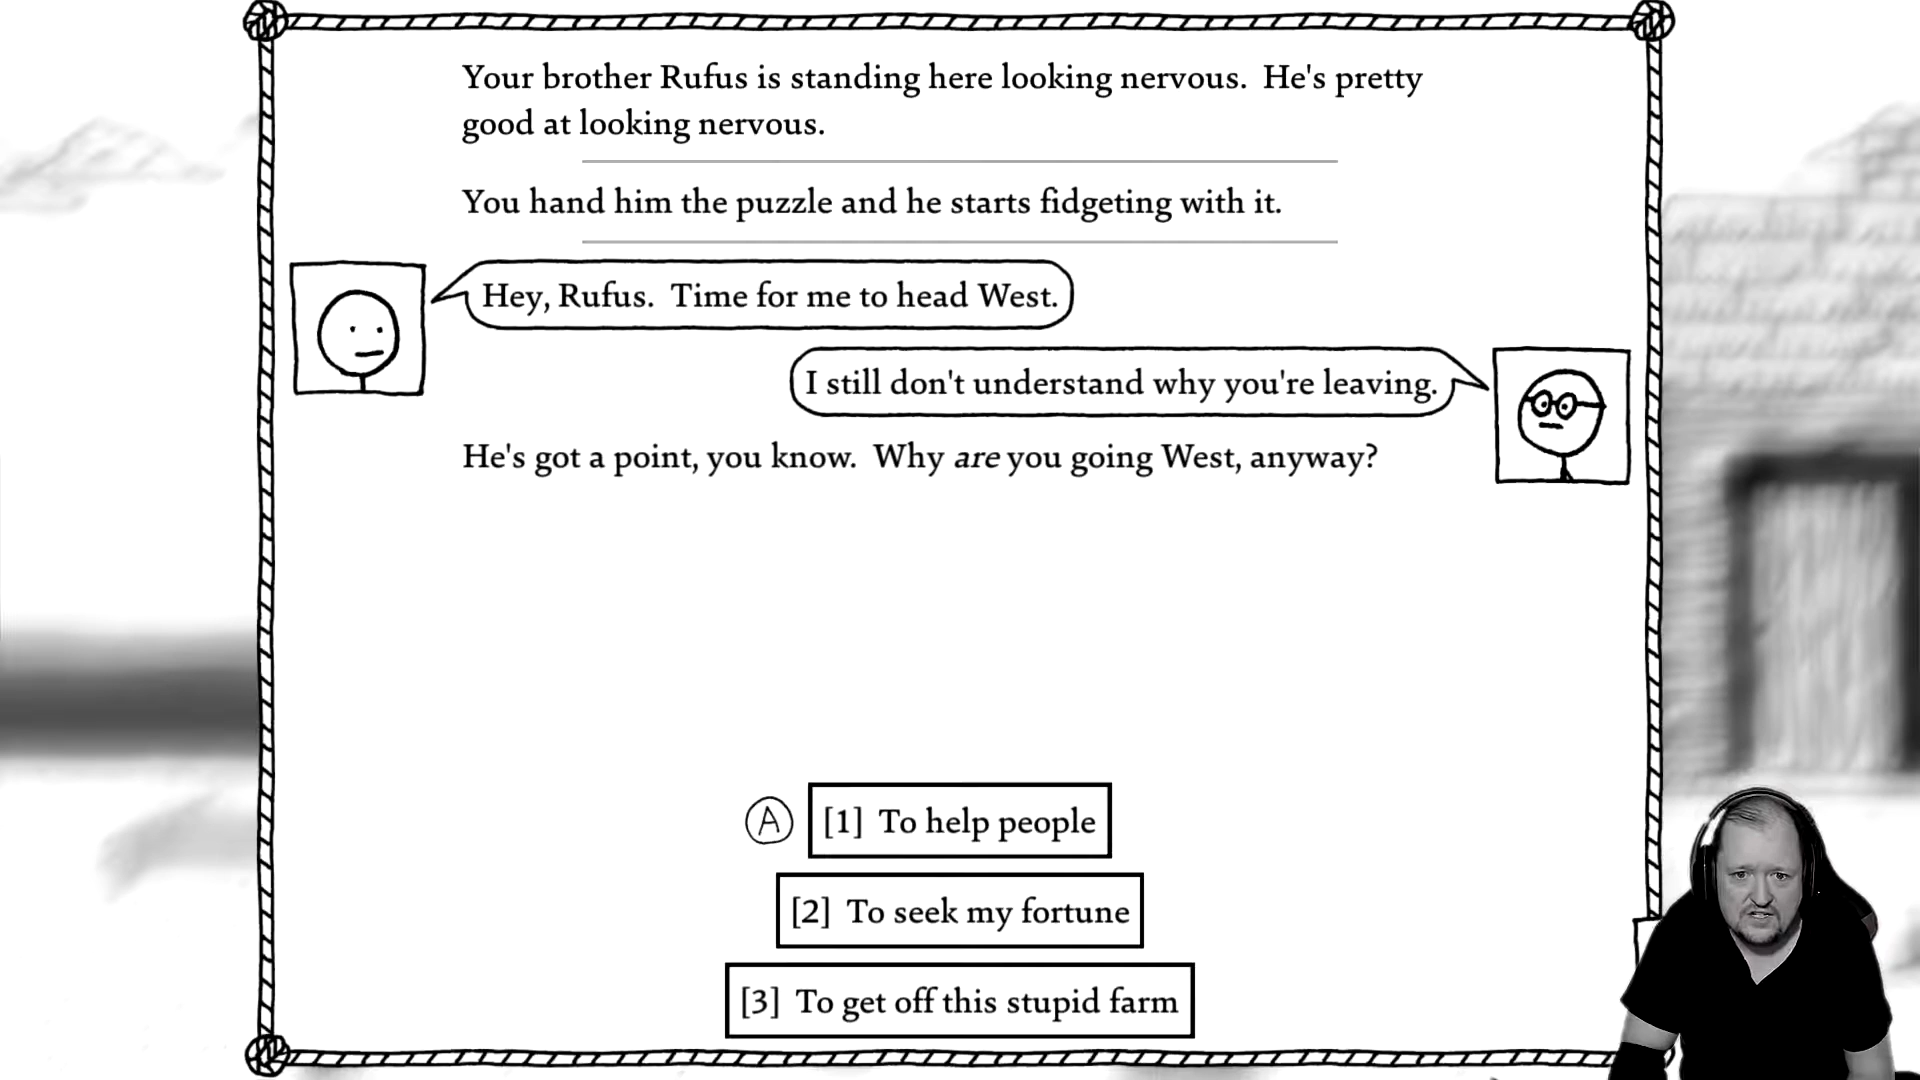 Your brother Rufus is standing here looking nervous. He's pretty
good at looking nervous.
You hand him the puzzle and he starts fidgeting with it.
Hey, Rufus. Time for me to head West.
I still don't understand why you're leaving.
He's got a point, you know. Why are you going West, anyway?
A [1] To help people
[2] To seek my fortune
[3] To get off this stupid farm